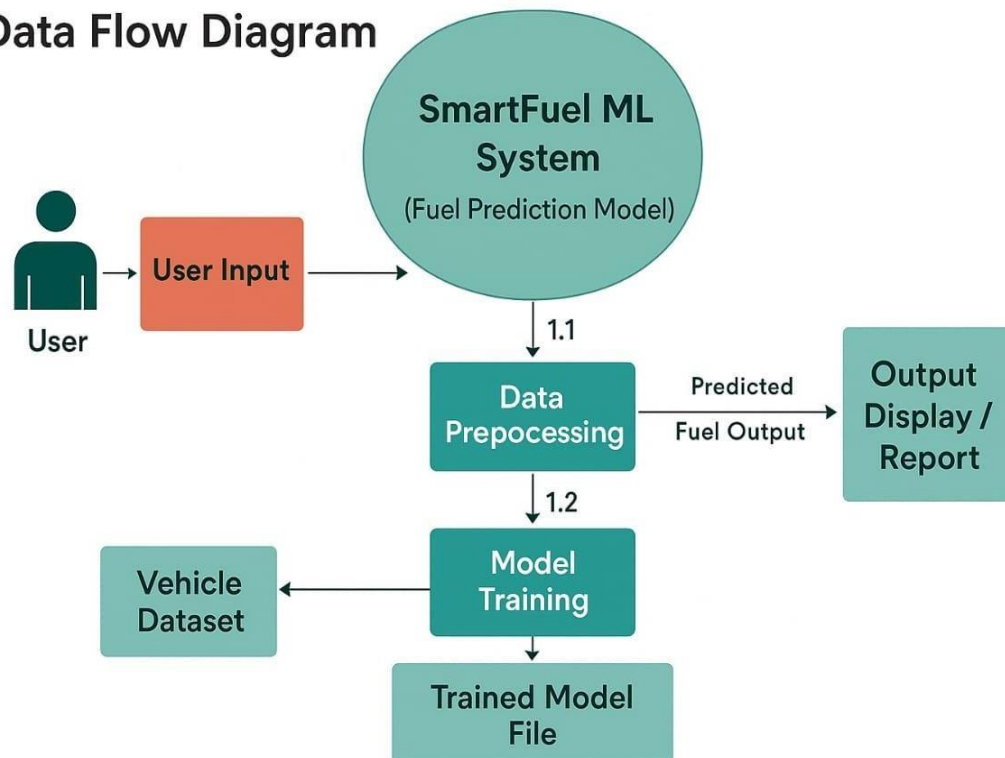 Data Flow Diagram
SmartFuel ML
System
(Fuel Prediction Model)
User Input
User
1.1
Data
Prepocessing
Predicted
Fuel Output
Output
Display /
Report
1.2
Model
Training
Vehicle
Dataset
Trained Model
File